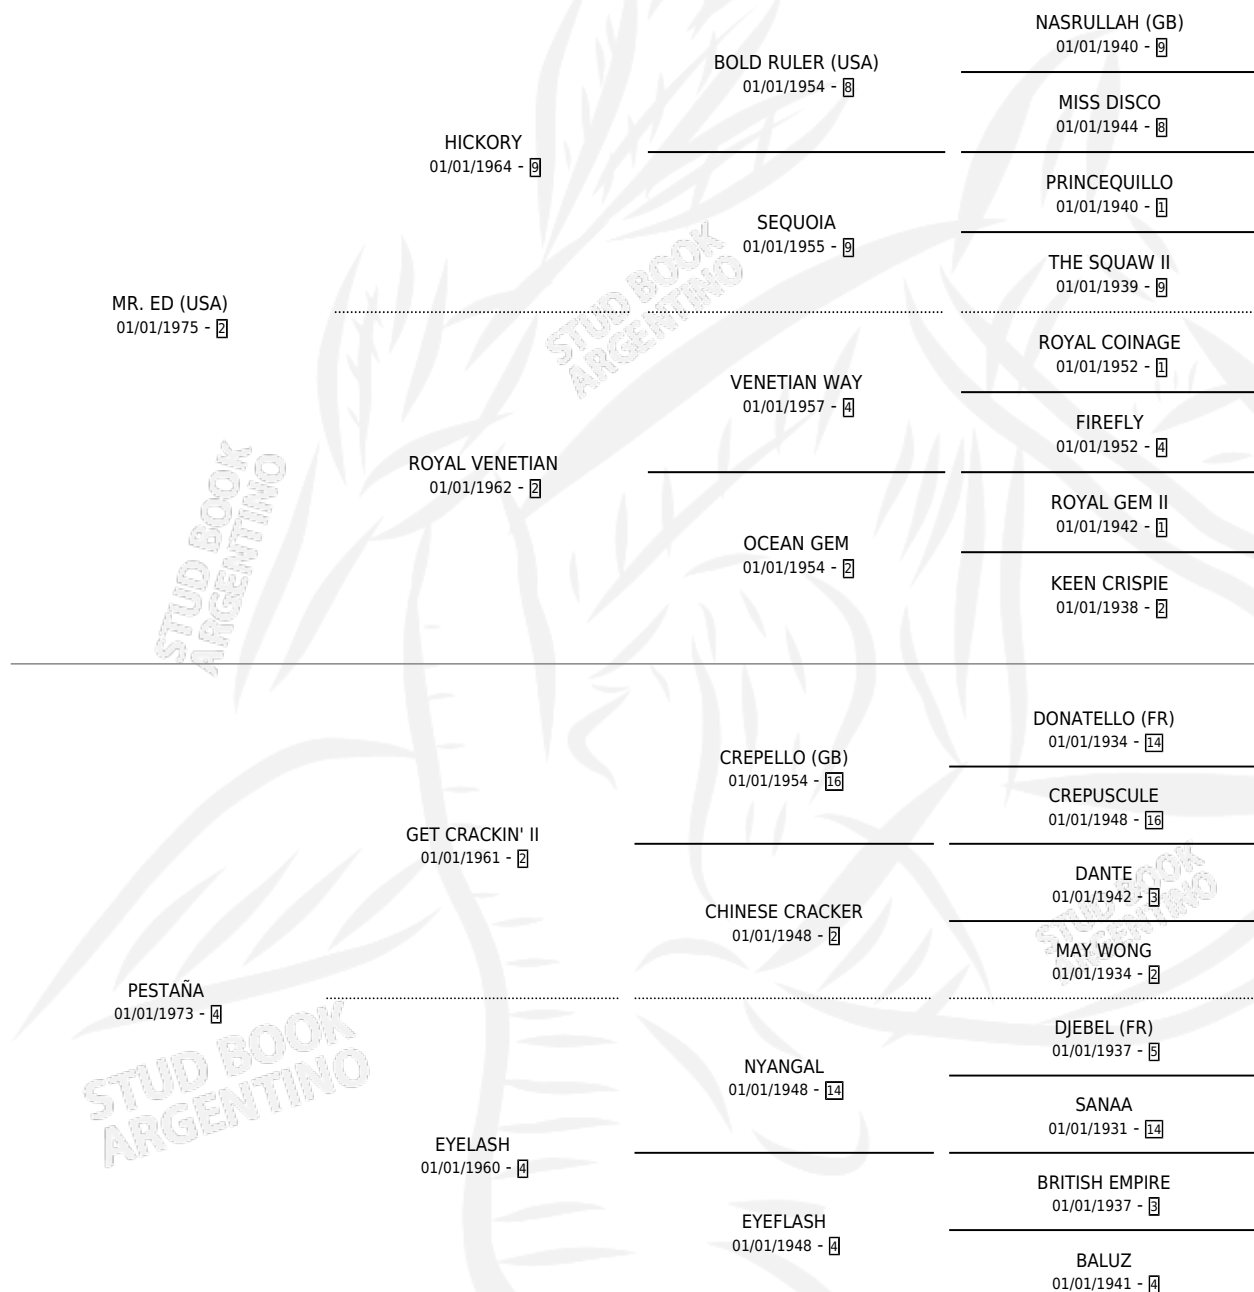 NASRULLAH (GB)
01/01/1940 - 9
BOLD RULER (USA)
01/01/1954 - 8
MISS DISCO
01/01/1944 - 8
HICKORY
01/01/1964 - 9
PRINCEQUILLO
01/01/1940 - 1
SEQUOIA
01/01/1955 - 9
THE SQUAW II
01/01/1939 - 9
MR. ED (USA)
01/01/1975 - 2
ROYAL COINAGE
01/01/1952 - 1
VENETIAN WAY
01/01/1957 - 4
FIREFLY
01/01/1952 - 4
ROYAL VENETIAN
01/01/1962 - 2
ROYAL GEM II
01/01/1942 - 1
OCEAN GEM
01/01/1954 - 2
KEEN CRISPIE
01/01/1938 - 2
DONATELLO (FR)
01/01/1934 - 14
CREPELLO (GB)
01/01/1954 - 16
CREPUSCULE
01/01/1948 - 16
GET CRACKIN' II
01/01/1961 - 2
DANTE
01/01/1942 - 3
CHINESE CRACKER
01/01/1948 - 2
MAY WONG
01/01/1934 - 2
PESTAÑA
01/01/1973 - 4
DJEBEL (FR)
01/01/1937 - 5
NYANGAL
01/01/1948 - 14
SANAA
01/01/1931 - 14
EYELASH
01/01/1960 - 4
BRITISH EMPIRE
01/01/1937 - 3
EYEFLASH
01/01/1948 - 4
BALUZ
01/01/1941 - 4
STUD BOOK
ARGENTINO
STUD BOOK
ARGENTINO
STUD BOOK
ARGENTINO
STUD BOOK
ARGENTINO